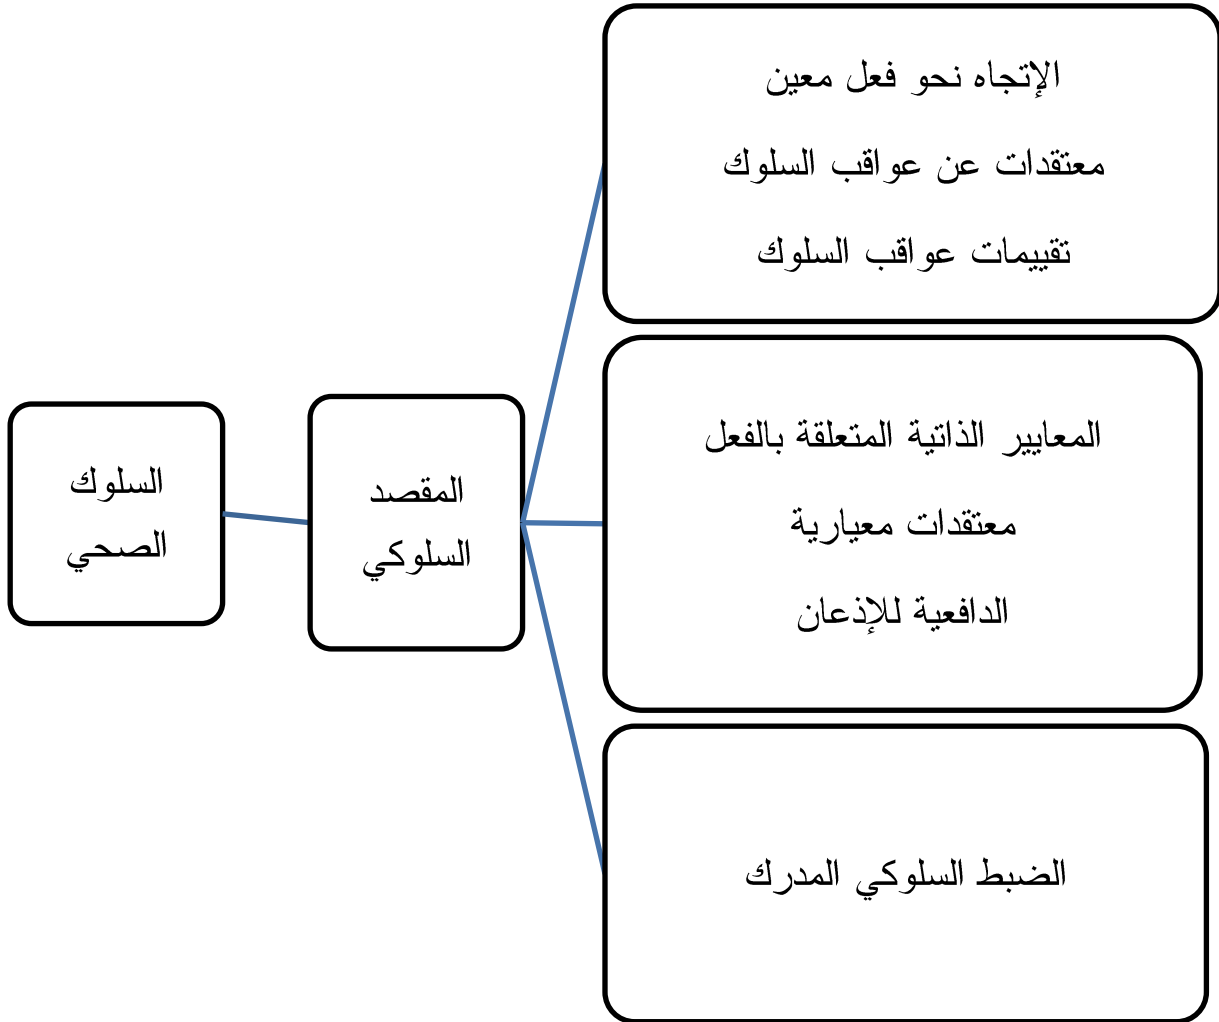 الإتجاه نحو فعل معين
معتقدات عن عواقب السلوك
تقييمات عواقب السلوك
المعايير الذاتية المتعلقة بالفعل
معتقدات معيارية
الدافعية للإذعان
الضبط السلوكي المدرك
المقصد
السلوكي
السلوك
الصحي